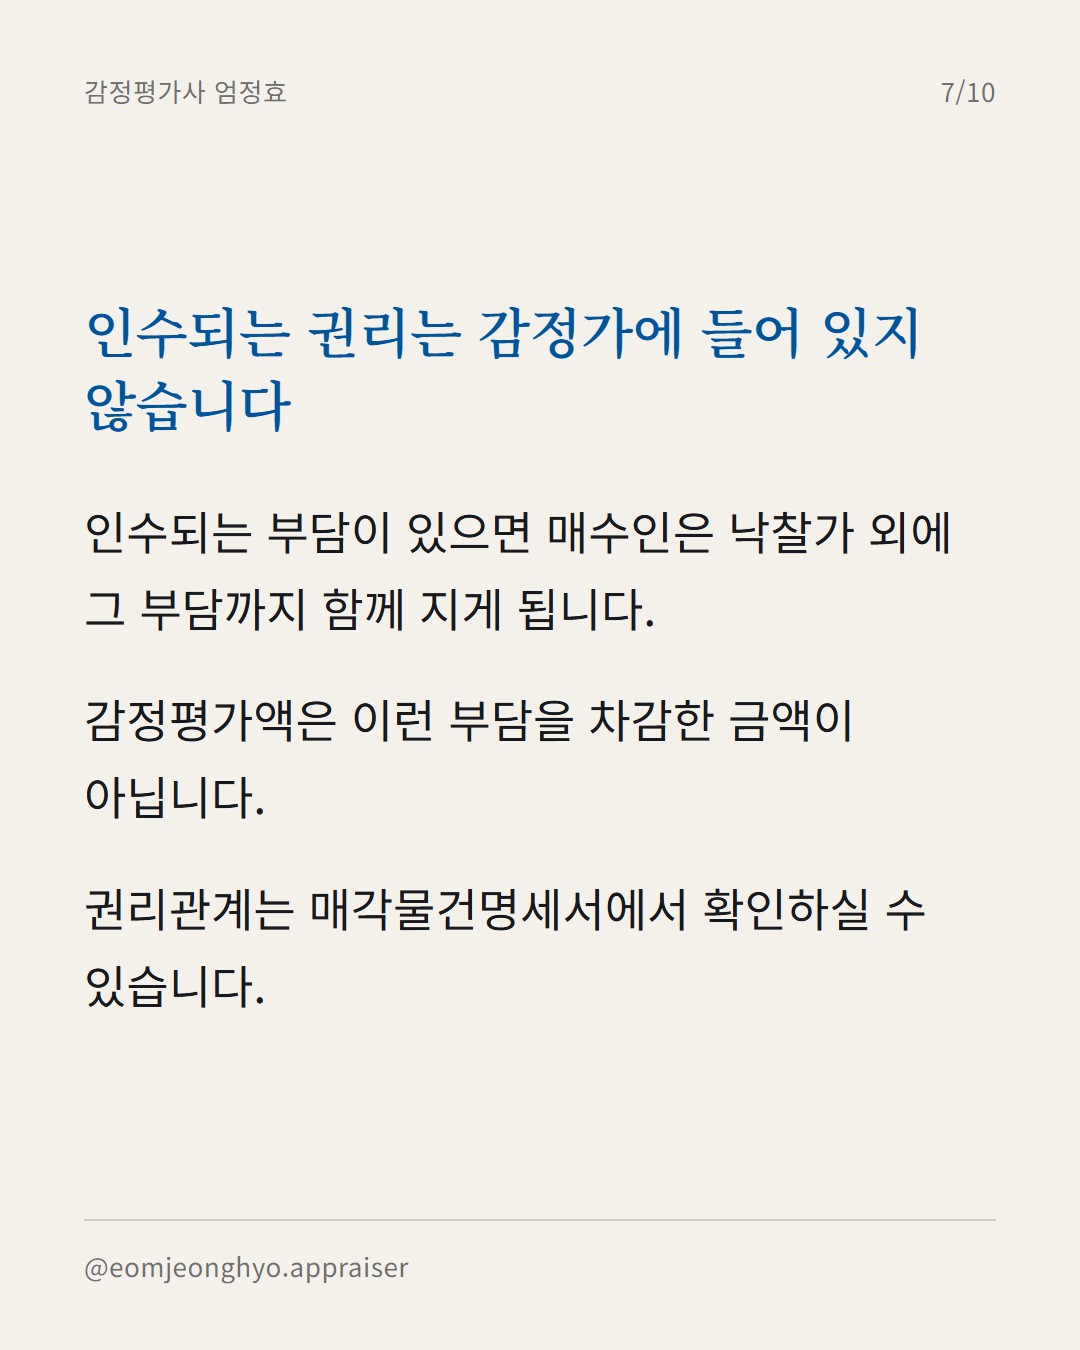 감정평가사 엄정효
7/10
인수되는 권리는 감정가에 들어 있지
않습니다
인수되는 부담이 있으면 매수인은 낙찰가 외에
그 부담까지 함께 지게 됩니다.
감정평가액은 이런 부담을 차감한 금액이
아닙니다.
권리관계는 매각물건명세서에서 확인하실 수
있습니다.
@eomjeonghyo.appraiser